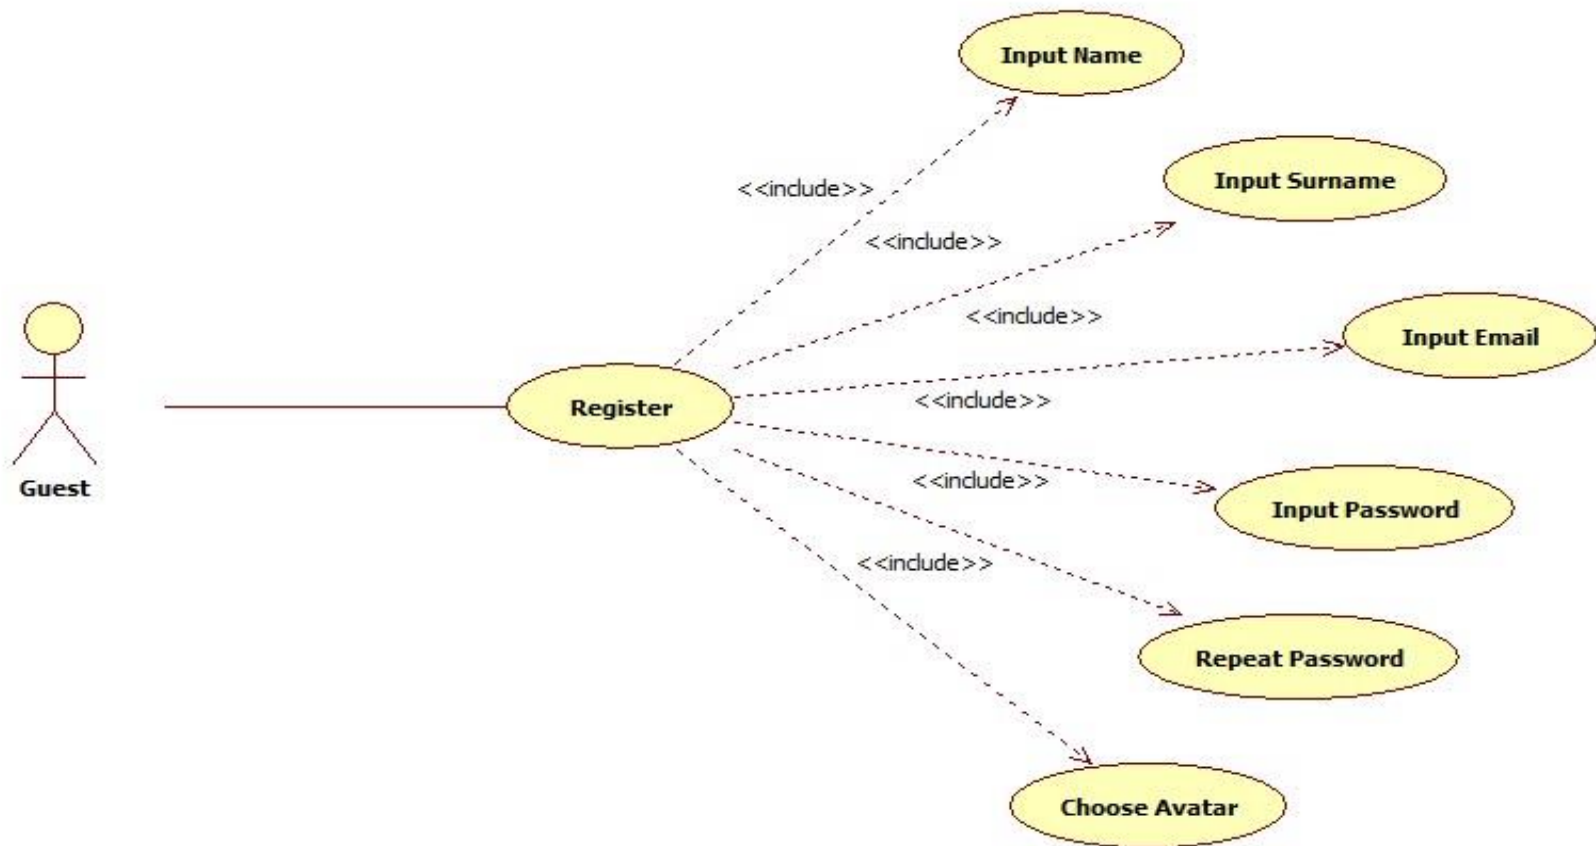 Input Name
<<include>>
Input Surname
<<include>>
<<include>>
Input Email
Register
<<include>>
Guest
<<include>>
Input Password
<<include>>
Repeat Password
Choose Avatar